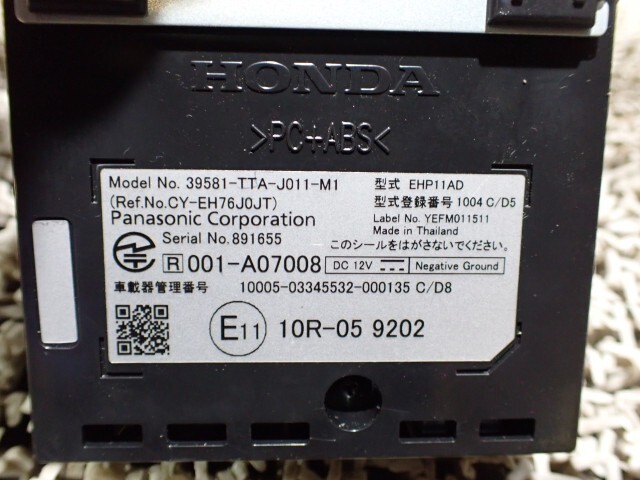 HONDA
>PC+ABS<
Model No. 39581-TTA-J011-M1 型式 EHP11AD
(Ref.No.CY-EH76J0JT) 型式登録番号 1004 C/D5
Panasonic Corporation Label No. YEFM011511
Made in Thailand
Serial No.891655 このシールをはがさないでください。
R 001-A07008 DC 12V Negative Ground
車載器管理番号 10005-03345532-000135 C/D8
E11 10R-05 9202